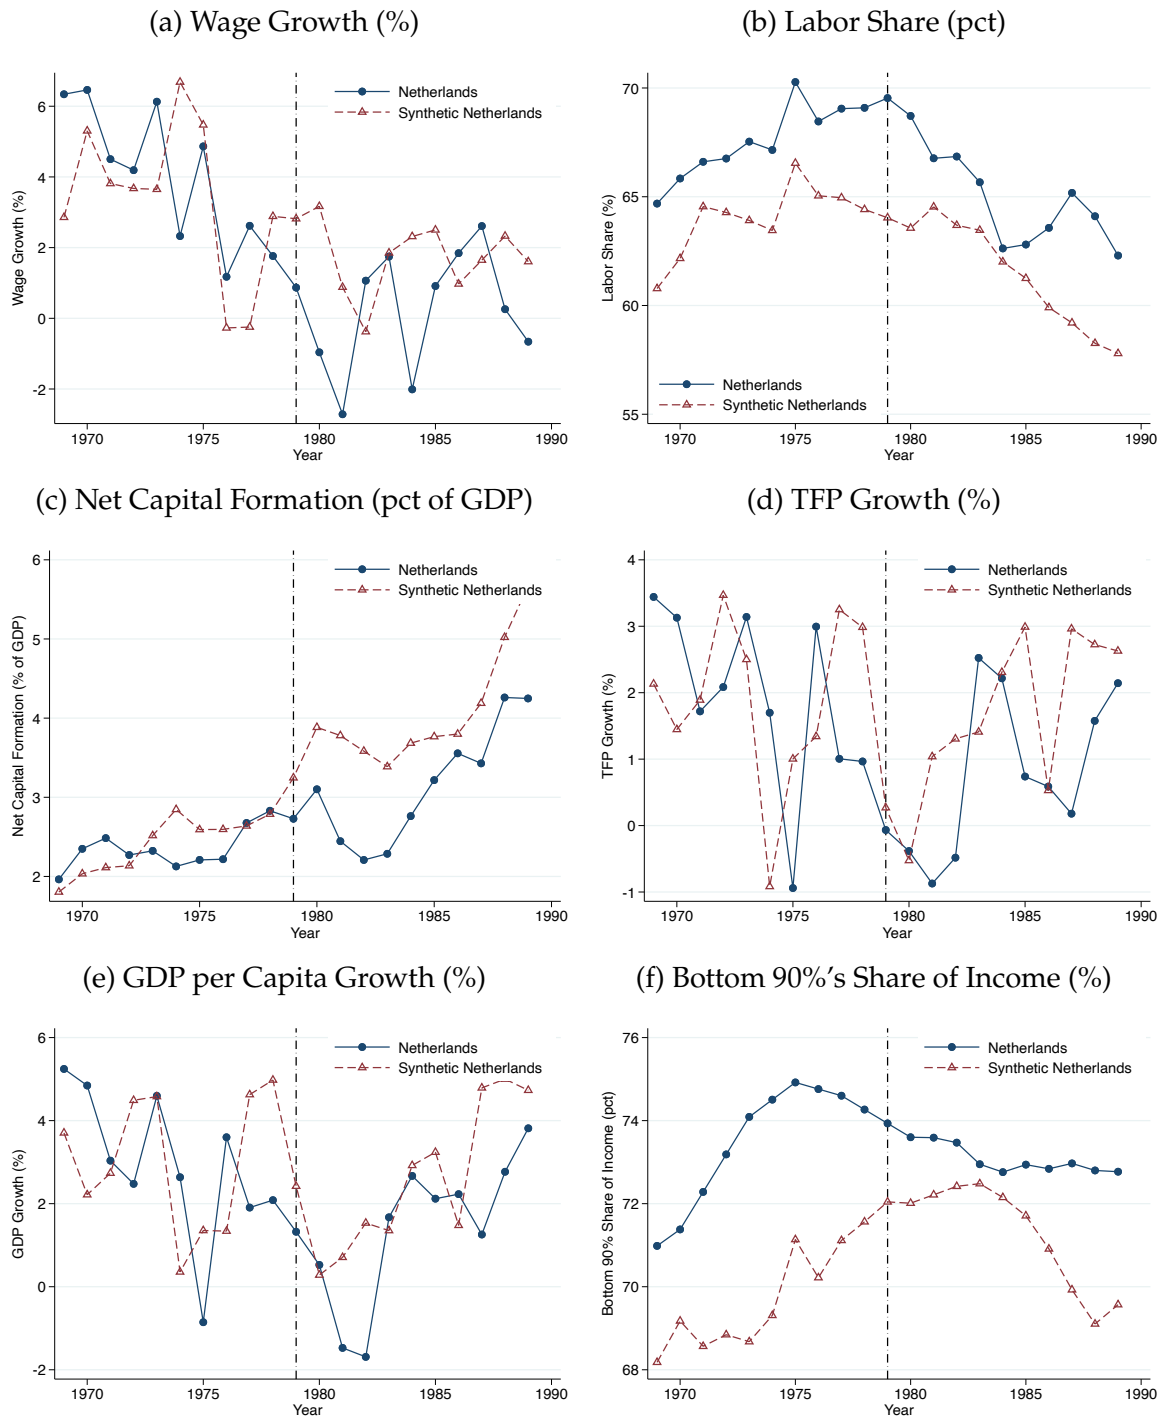 (a) Wage Growth (%)
Wage Growth (%)
6
4
2
0
-2
Netherlands
Synthetic Netherlands
1970 1975 1980 1985 1990
Year
(b) Labor Share (pct)
Labor Share (%)
70
65
60
55
Netherlands
Synthetic Netherlands
1970 1975 1980 1985 1990
Year
(c) Net Capital Formation (pct of GDP)
Net Capital Formation (% of GDP)
6
5
4
3
2
Netherlands
Synthetic Netherlands
1970 1975 1980 1985 1990
Year
(d) TFP Growth (%)
TFP Growth (%)
4
3
2
1
0
-1
Netherlands
Synthetic Netherlands
1970 1975 1980 1985 1990
Year
(e) GDP per Capita Growth (%)
GDP Growth (%)
6
4
2
0
-2
Netherlands
Synthetic Netherlands
1970 1975 1980 1985 1990
Year
(f) Bottom 90%'s Share of Income (%)
Bottom 90% Share of Income (pct)
76
74
72
70
68
Netherlands
Synthetic Netherlands
1970 1975 1980 1985 1990
Year